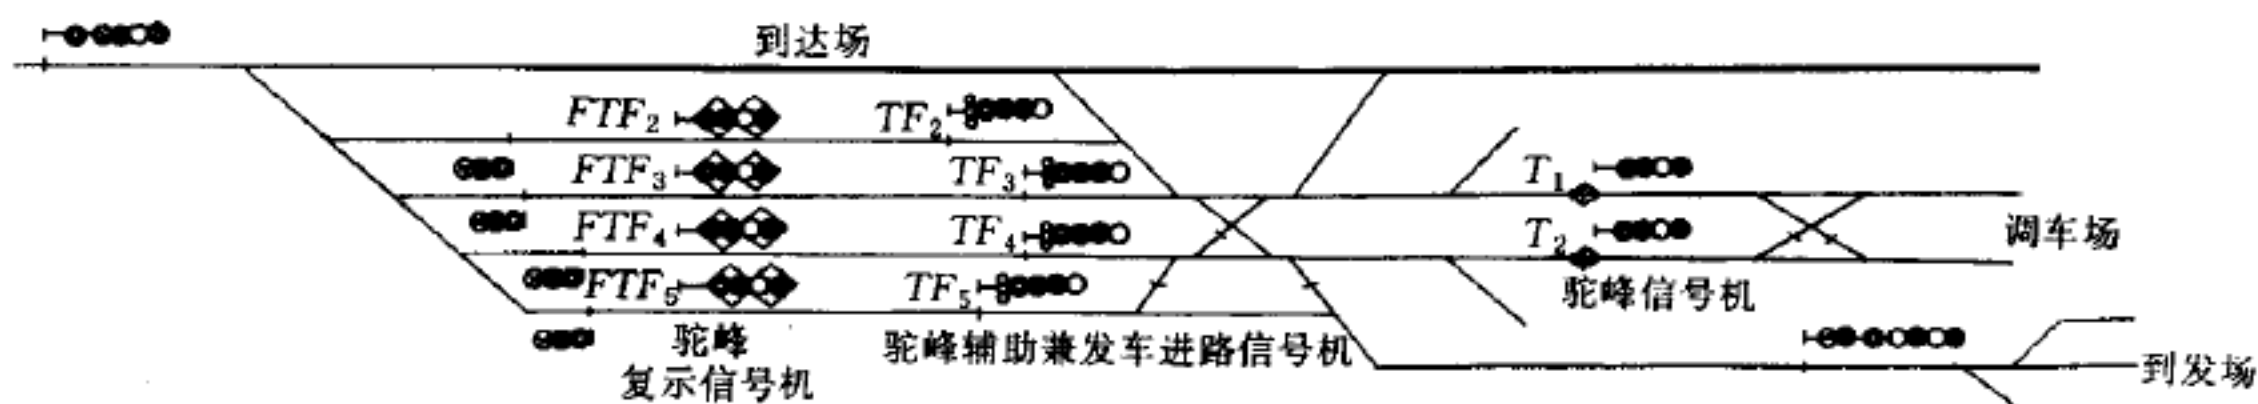 到达场
FTF₂ TF₂
FTF₃ TF₃ T₁
FTF₄ TF₄ T₂ 调车场
FTF₅ TF₅ 驼峰信号机
驼峰 驼峰辅助兼发车进路信号机
复示信号机 到发场